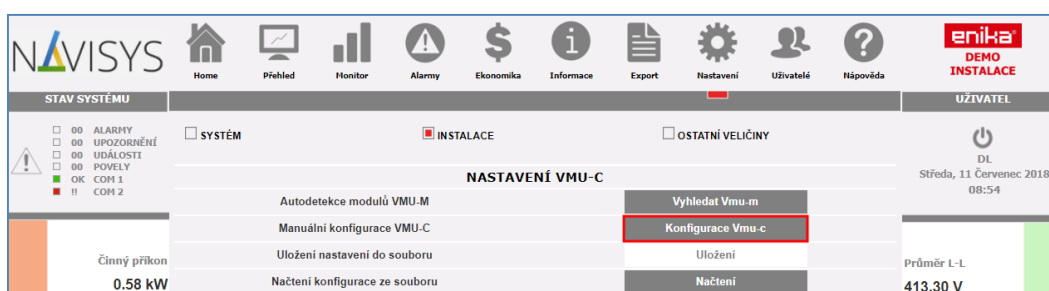 NAVISYS
Home Přehled Monitor Alarmy Ekonomika Informace Export Nastavení Uživatelé Nápověda
enika
DEMO
INSTALACE
STAV SYSTÉMU
UŽIVATEL
00 ALARMY
00 UPOZORNĚNÍ
00 UDÁLOSTI
00 POVELY
OK COM 1
!! COM 2
SYSTÉM INSTALACE OSTATNÍ VELIČINY
DL
Středa, 11 Červenec 2018
08:54
NASTAVENÍ VMU-C
Autodetekce modulů VMU-M Vyhledat Vmu-m
Manuální konfigurace VMU-C Konfigurace Vmu-c
Uložení nastavení do souboru Uložení
Načtení konfigurace ze souboru Načtení
Činný příkon
0.58 kW
Průměr L-L
413.30 V